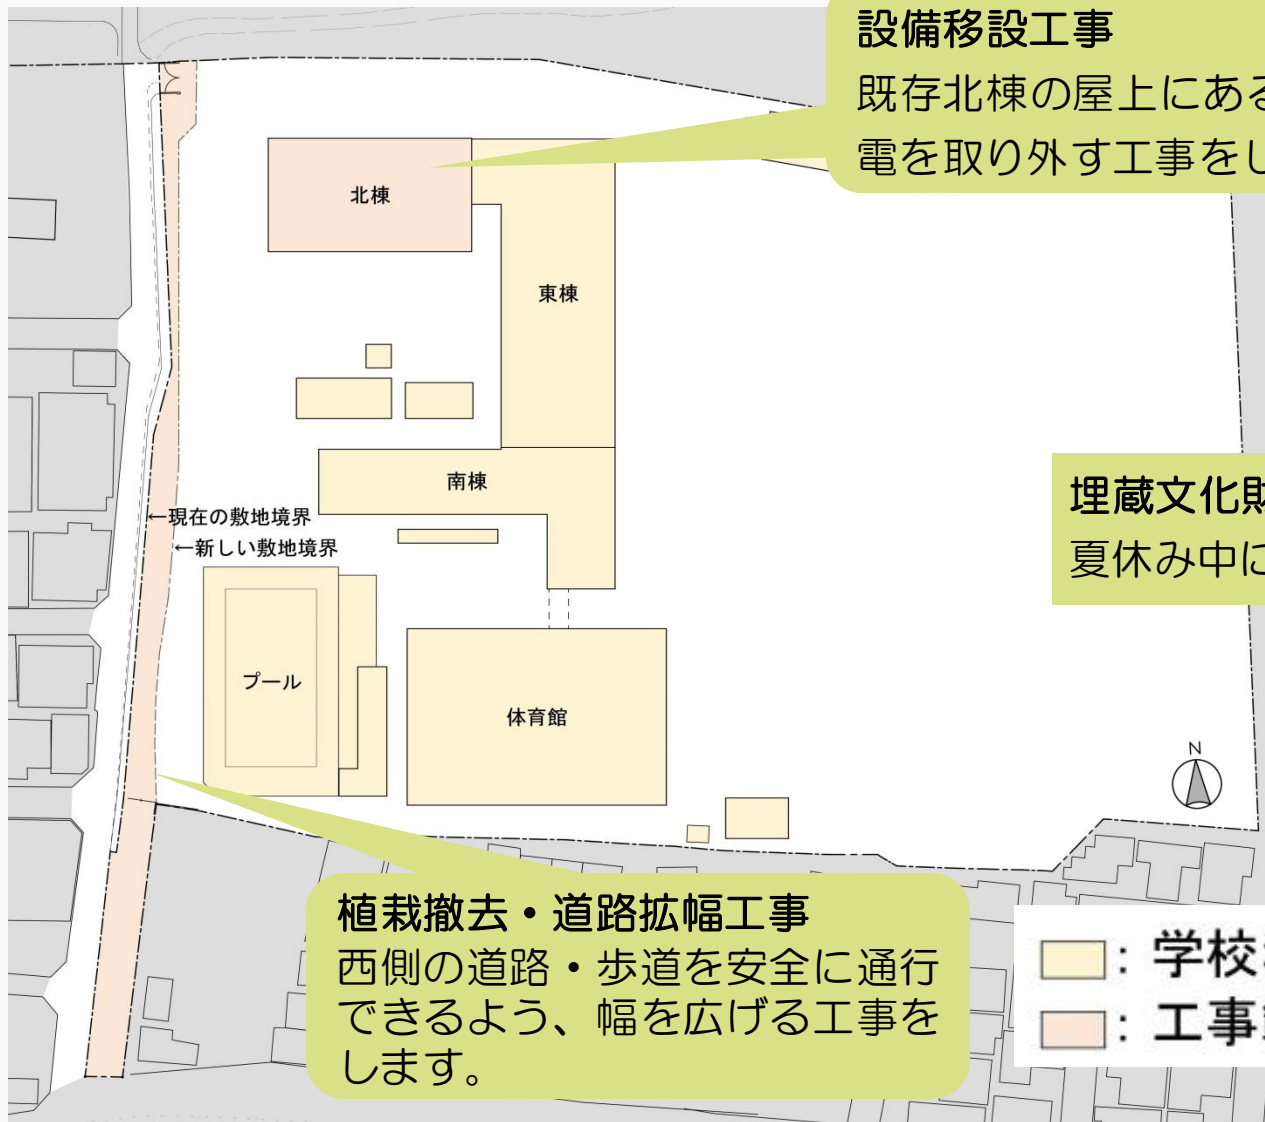 設備移設工事
既存北棟の屋上にある
電を取り外す工事をし
北棟
東棟
南棟
←現在の敷地境界
←新しい敷地境界
埋蔵文化財
夏休み中に
プール
体育館
N
植栽撤去・道路拡幅工事
西側の道路・歩道を安全に通行
できるよう、幅を広げる工事を
します。
：学校
：工事